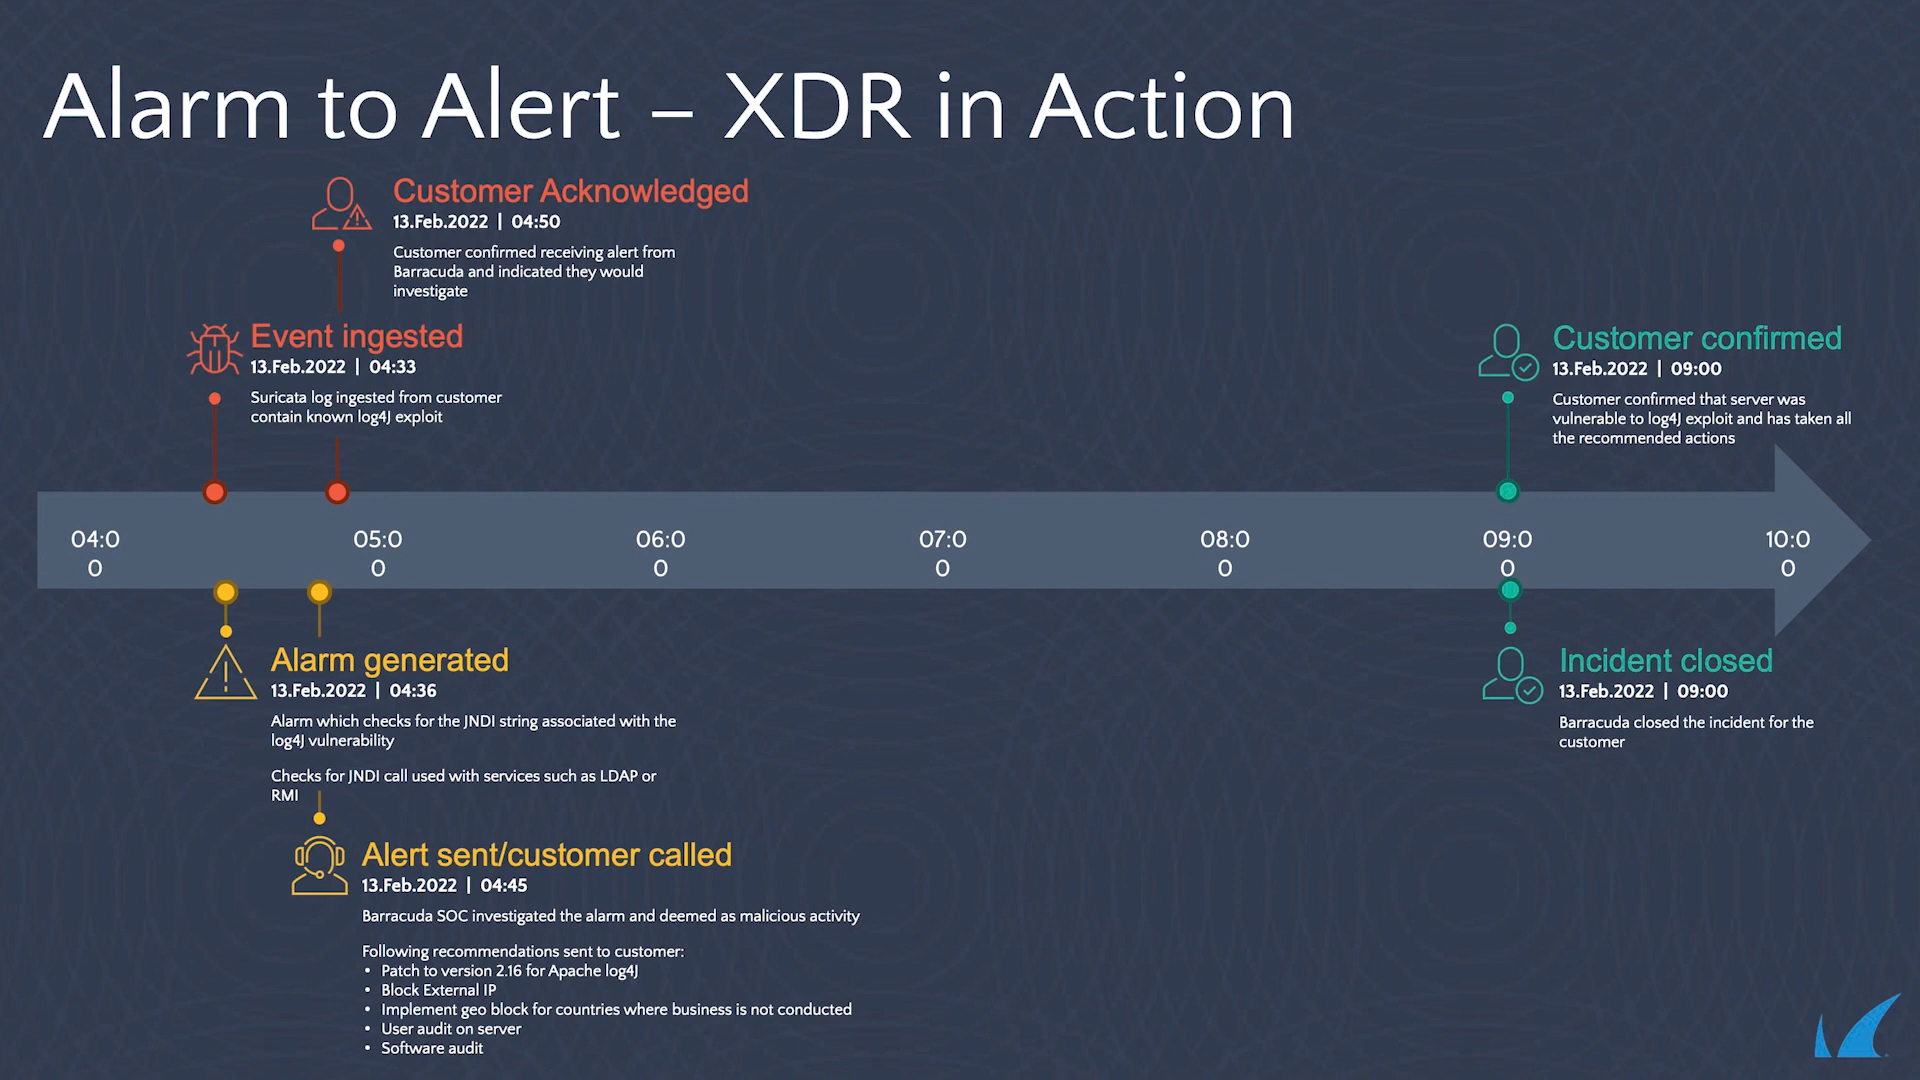 Alarm to Alert – XDR in Action
Customer Acknowledged
13.Feb.2022 | 04:50
Customer confirmed receiving alert from
Barracuda and indicated they would
investigate
Event ingested
13.Feb.2022 | 04:33
Suricata log ingested from customer
contain known log4J exploit
Customer confirmed
13.Feb.2022 | 09:00
Customer confirmed that server was
vulnerable to log4J exploit and has taken all
the recommended actions
04:0
0
05:0
0
06:0
0
07:0
0
08:0
0
09:0
0
10:0
0
Alarm generated
13.Feb.2022 | 04:36
Alarm which checks for the JNDI string associated with the
log4J vulnerability
Checks for JNDI call used with services such as LDAP or
RMI
Incident closed
13.Feb.2022 | 09:00
Barracuda closed the incident for the
customer
Alert sent/customer called
13.Feb.2022 | 04:45
Barracuda SOC investigated the alarm and deemed as malicious activity
Following recommendations sent to customer:
• Patch to version 2.16 for Apache log4J
• Block External IP
• Implement geo block for countries where business is not conducted
• User audit on server
• Software audit